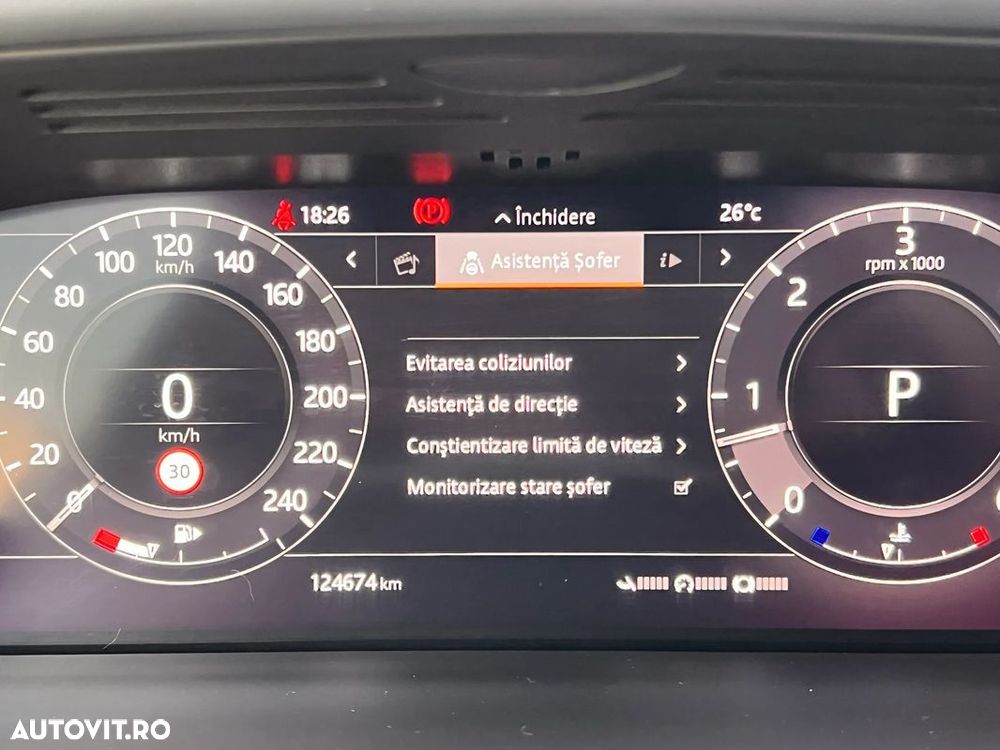 18:26
Închidere
26°c
Asistență Șofer
i
20
40
60
80
100
120
km/h
140
160
180
200
220
240
0
0
km/h
30
Evitarea coliziunilor
Asistență de direcție
Conștientizare limită de viteză
Monitorizare stare șofer
0
1
2
3
rpm x 1000
P
124674 km
AUTOVIT.RO